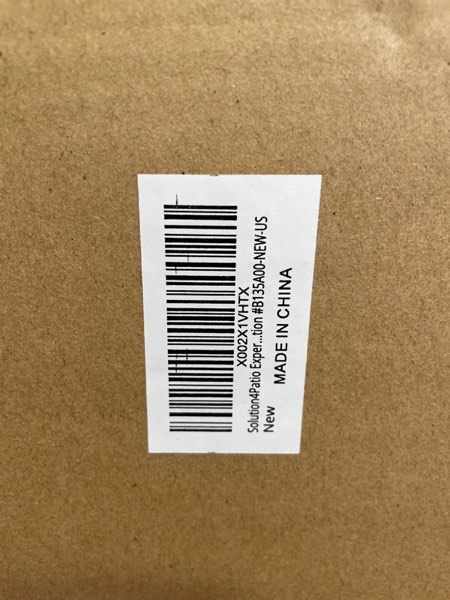 X002X1VHTX
Solution4Patio Exper...tion #B135A00-NEW-US
New
MADE IN CHINA